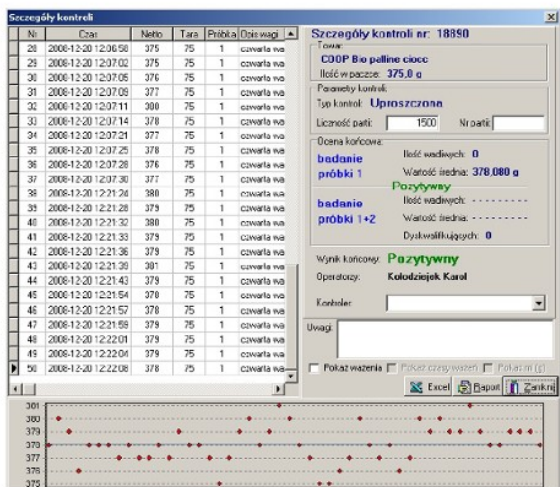 Szczegóły kontroli
Nr Czas Netto Tara Próbka Opis wagi
28 2008-12-20 12:06:58 375 75 1 czwarta wa
29 2008-12-20 12:07:02 375 75 1 czwarta wa
30 2008-12-20 12:07:05 376 75 1 czwarta wa
31 2008-12-20 12:07:09 377 75 1 czwarta wa
32 2008-12-20 12:07:11 380 75 1 czwarta wa
33 2008-12-20 12:07:14 378 75 1 czwarta wa
34 2008-12-20 12:07:21 377 75 1 czwarta wa
35 2008-12-20 12:07:25 378 75 1 czwarta wa
36 2008-12-20 12:07:28 376 75 1 czwarta wa
37 2008-12-20 12:07:30 377 75 1 czwarta wa
38 2008-12-20 12:21:24 380 75 1 czwarta wa
39 2008-12-20 12:21:28 379 75 1 czwarta wa
40 2008-12-20 12:21:32 380 75 1 czwarta wa
41 2008-12-20 12:21:33 379 75 1 czwarta wa
42 2008-12-20 12:21:36 379 75 1 czwarta wa
43 2008-12-20 12:21:39 381 75 1 czwarta wa
44 2008-12-20 12:21:43 379 75 1 czwarta wa
45 2008-12-20 12:21:54 378 75 1 czwarta wa
46 2008-12-20 12:21:57 378 75 1 czwarta wa
47 2008-12-20 12:21:59 379 75 1 czwarta wa
48 2008-12-20 12:22:01 379 75 1 czwarta wa
49 2008-12-20 12:22:04 379 75 1 czwarta wa
50 2008-12-20 12:22:08 378 75 1 czwarta wa
Szczegóły kontroli nr: 18890
Towar:
COOP Bio palline ciocc
Ilość w paczce: 375,0 g
Parametry kontroli:
Typ kontroli: Uproszczona
Liczność partii: 1500 Nr partii:
Ocena końcowa:
badanie próbki 1
Ilość wadliwych: 0
Wartość średnia: 378,080 g
Pozytywny
badanie próbki 1+2
Ilość wadliwych: - - - - - - - - -
Wartość średnia: - - - - - - - - -
Dyskwalifikujących: 0
Wynik końcowy: Pozytywny
Operatorzy: Kołodziejek Karol
Kontroler:
Uwagi:
Pokaż ważenia Pokaż czasy ważeń
Excel Raport Zamknij
381
380
379
378
377
376
375